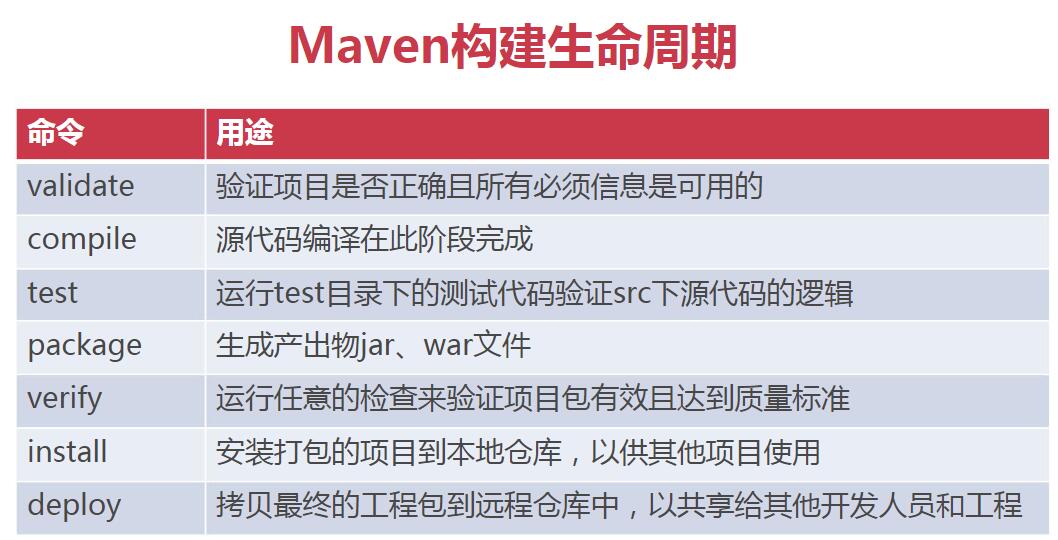 Maven构建生命周期
命令 用途
validate 验证项目是否正确且所有必须信息是可用的
compile 源代码编译在此阶段完成
test 运行test目录下的测试代码验证src下源代码的逻辑
package 生成产出物jar、war文件
verify 运行任意的检查来验证项目包有效且达到质量标准
install 安装打包的项目到本地仓库，以供其他项目使用
deploy 拷贝最终的工程包到远程仓库中，以共享给其他开发人员和工程